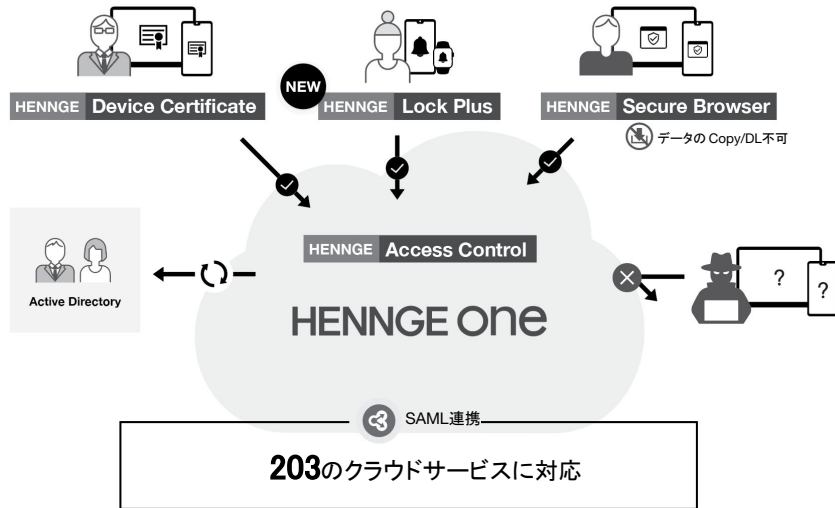 HENNGE Device Certificate
NEW
HENNGE Lock Plus
HENNGE Secure Browser
データの Copy/DL不可
HENNGE Access Control
Active Directory
HENNGE one
?
?
SAML連携
203のクラウドサービスに対応